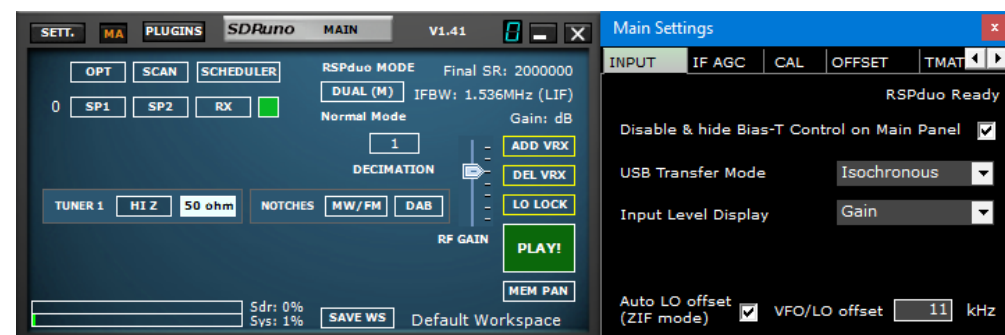 SETT. MA PLUGINS SDRuno MAIN V1.41 8
OPT SCAN SCHEDULER
0 SP1 SP2 RX
RSPduo MODE Final SR: 2000000
DUAL (M) IFBW: 1.536MHz (LIF)
Normal Mode Gain: dB
1 ADD VRX
DECIMATION DEL VRX
TUNER 1 HI Z 50 ohm NOTCHES MW/FM DAB LO LOCK
RF GAIN PLAY!
MEM PAN
Sdr: 0%
Sys: 1% SAVE WS Default Workspace
Main Settings x
INPUT IF AGC CAL OFFSET TMAT
RSPduo Ready
Disable & hide Bias-T Control on Main Panel
USB Transfer Mode Isochronous
Input Level Display Gain
Auto LO offset
(ZIF mode) VFO/LO offset 11 kHz